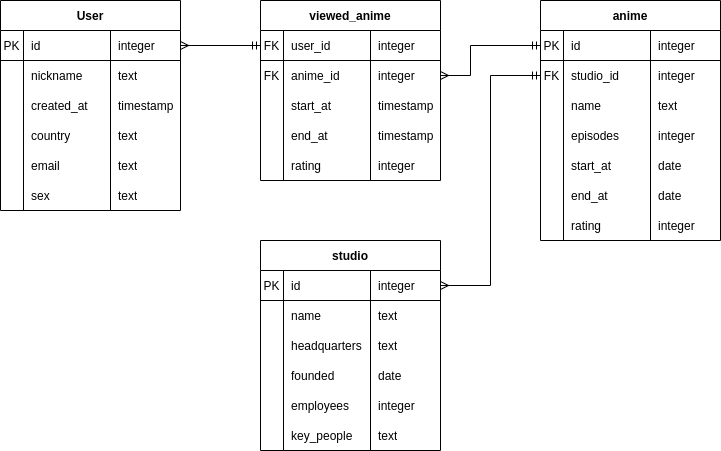 User
PK id integer
nickname text
created_at timestamp
country text
email text
sex text
viewed_anime
FK user_id integer
FK anime_id integer
start_at timestamp
end_at timestamp
rating integer
anime
PK id integer
FK studio_id integer
name text
episodes integer
start_at date
end_at date
rating integer
studio
PK id integer
name text
headquarters text
founded date
employees integer
key_people text